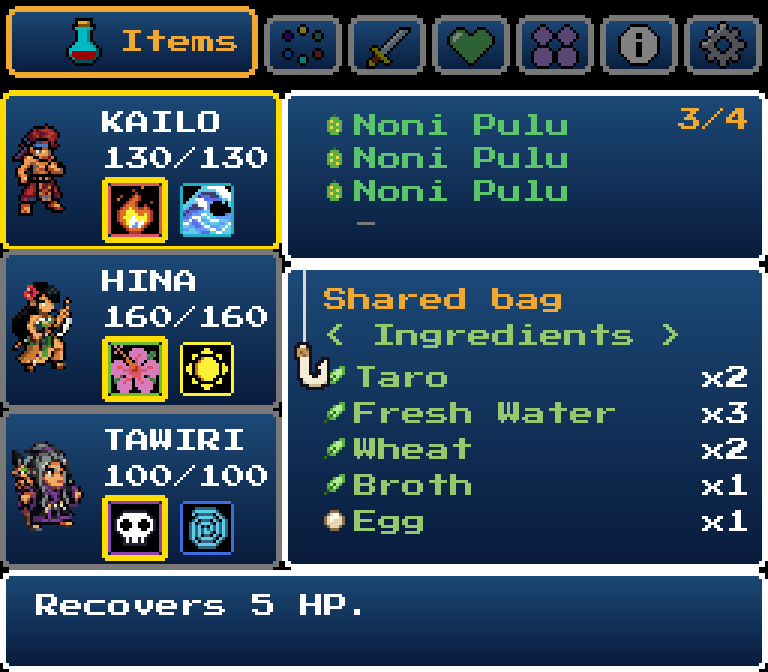 Items
KAILO
130/130
HINA
160/160
TAWIRI
100/100
3/4
Noni Pulu
Noni Pulu
Noni Pulu
Shared bag
< Ingredients >
Taro x2
Fresh Water x3
Wheat x2
Broth x1
Egg x1
Recovers 5 HP.